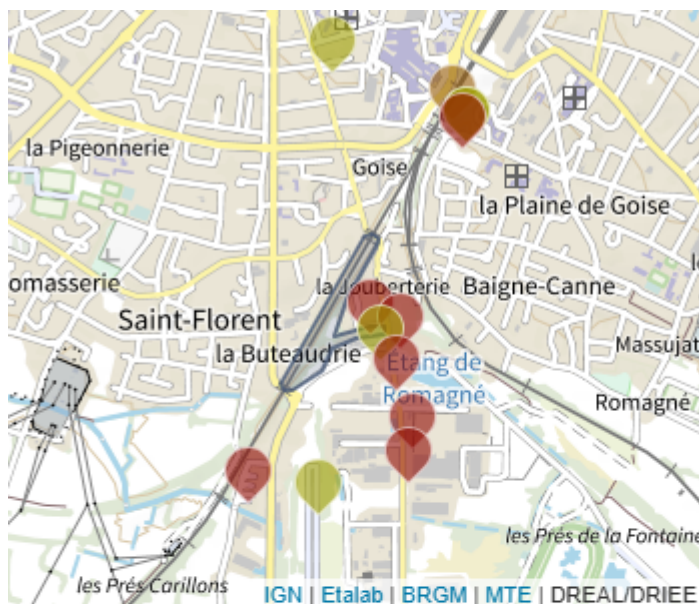 la Pigeonnerie
Goise
la Plaine de Goise
omasserie
la Jouberterie
Baigne-Canne
Saint-Florent
la Buteaudrie
Massujat
Étang de
Romagné
Romagné
les Prés de la Fontaine
les Prés Carillons
IGN | Etalab | BRGM | MTE | DREAL/DRIEE